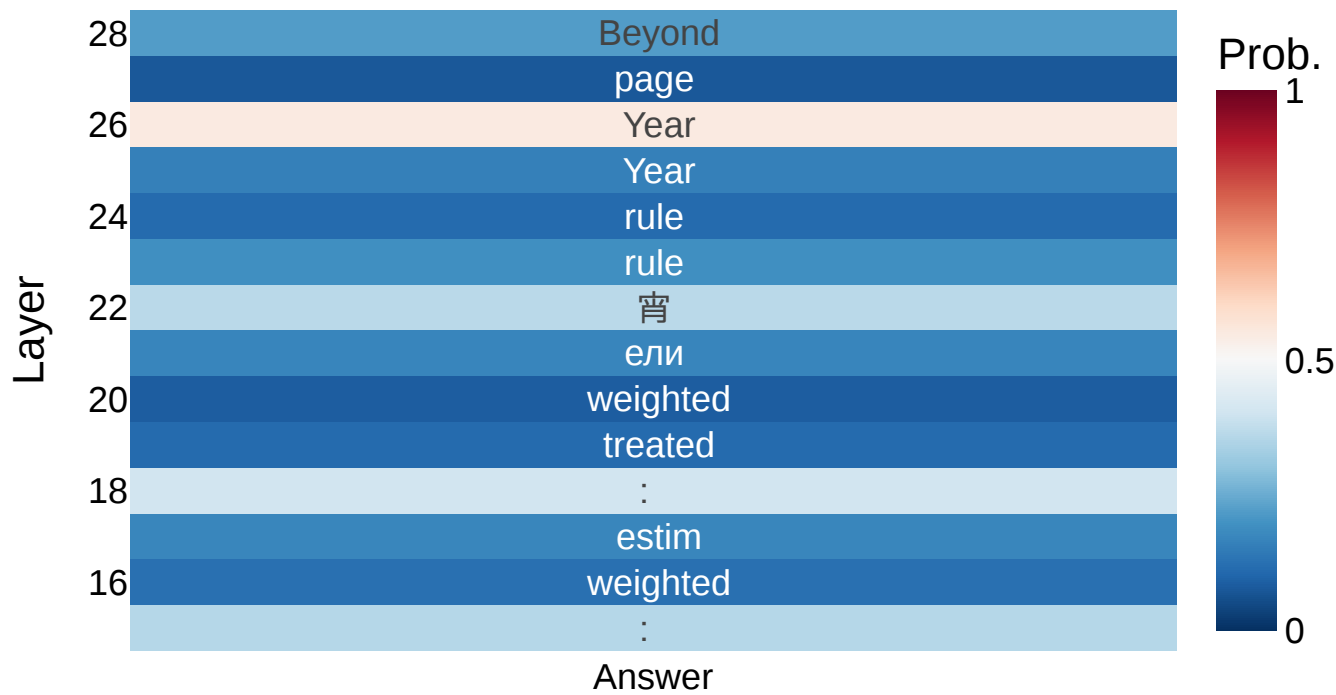 28 Beyond
page
26 Year
Year
24 rule
rule
22 宵
ели
20 weighted
treated
18 :
estim
16 weighted
:
Layer
Answer
Prob.
1
0.5
0